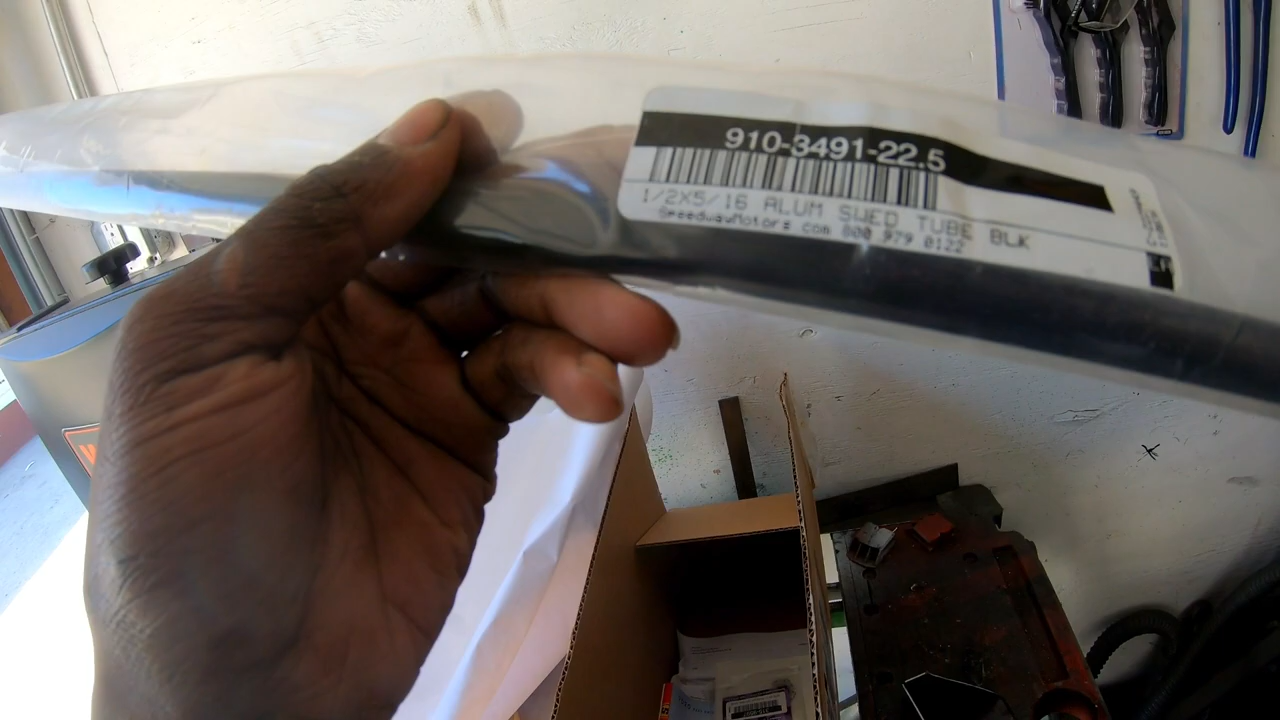 910-3491-22.5
1/2X5/16 ALUM SWED TUBE BLK
SpeedwayMotors com 800 979 0122